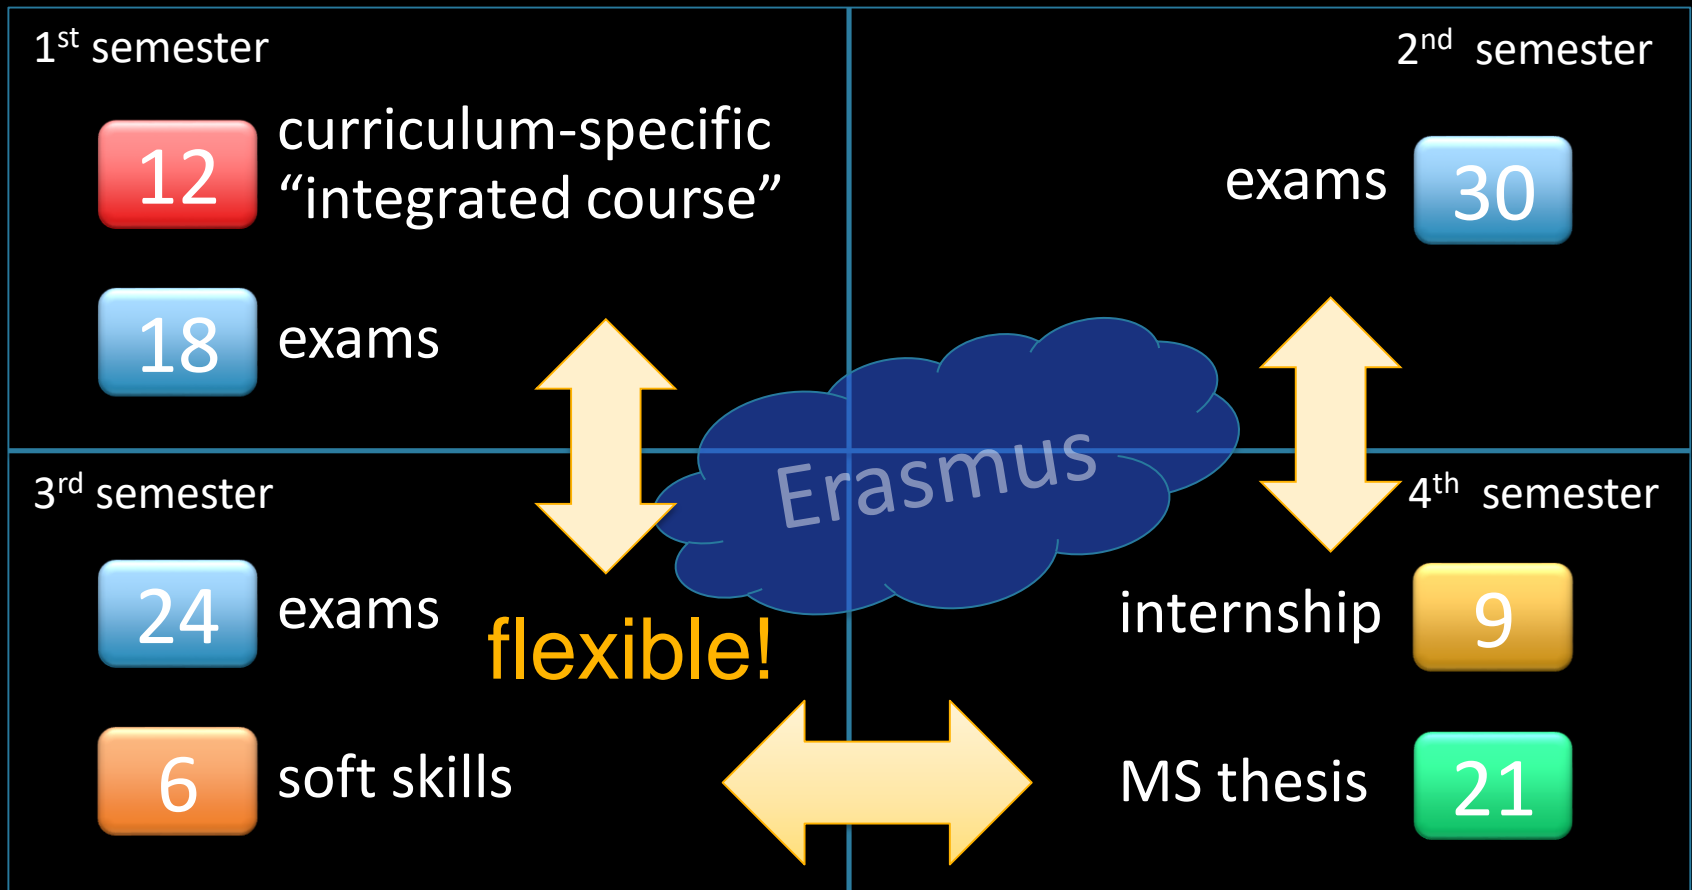 1st semester
12
curriculum-specific
“integrated course”
18
exams
2nd semester
exams
30
Erasmus
3rd semester
24
exams
flexible!
6
soft skills
4th semester
internship
9
MS thesis
21